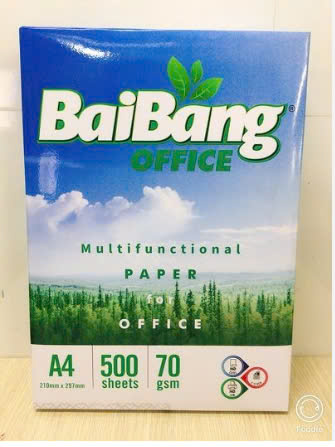 BaiBang®
OFFICE
Multifunctional
PAPER
for
OFFICE
A4 500 70
210mm x 297mm sheets gsm